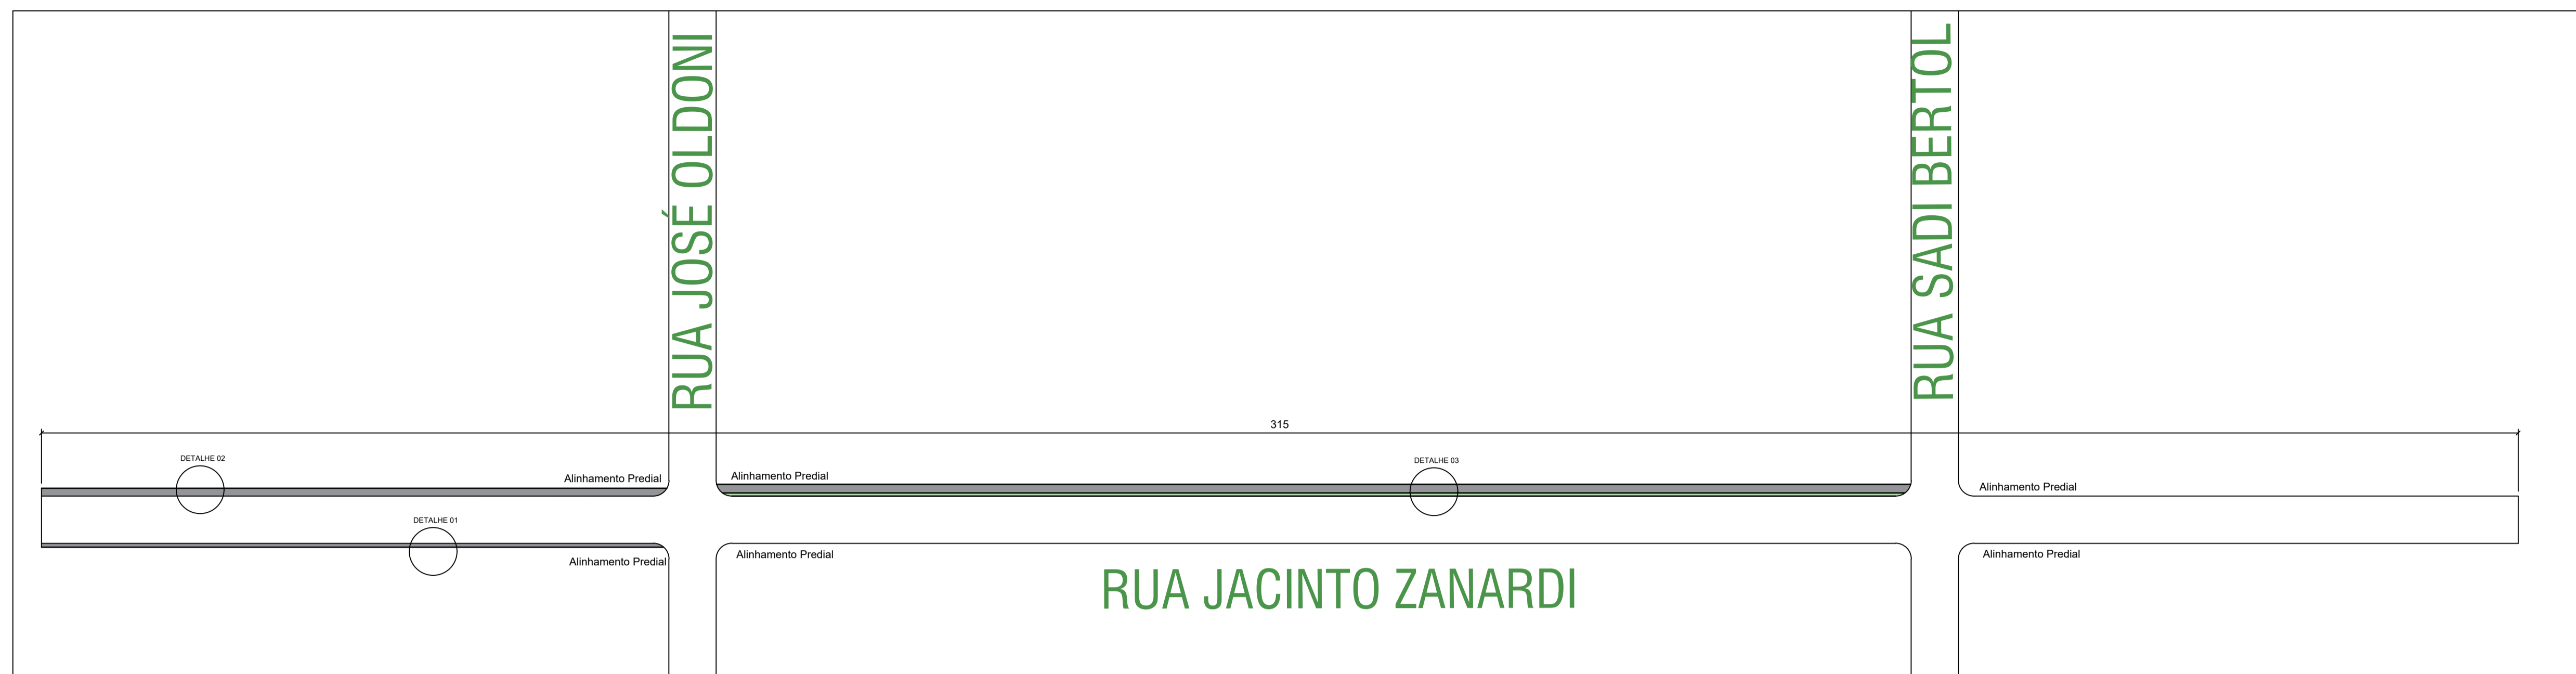 RUA JOSÉ OLDONI
RUA SADI BERTOL
315
DETALHE 02
DETALHE 03
Alinhamento Predial
Alinhamento Predial
Alinhamento Predial
DETALHE 01
Alinhamento Predial
Alinhamento Predial
Alinhamento Predial
RUA JACINTO ZANARDI